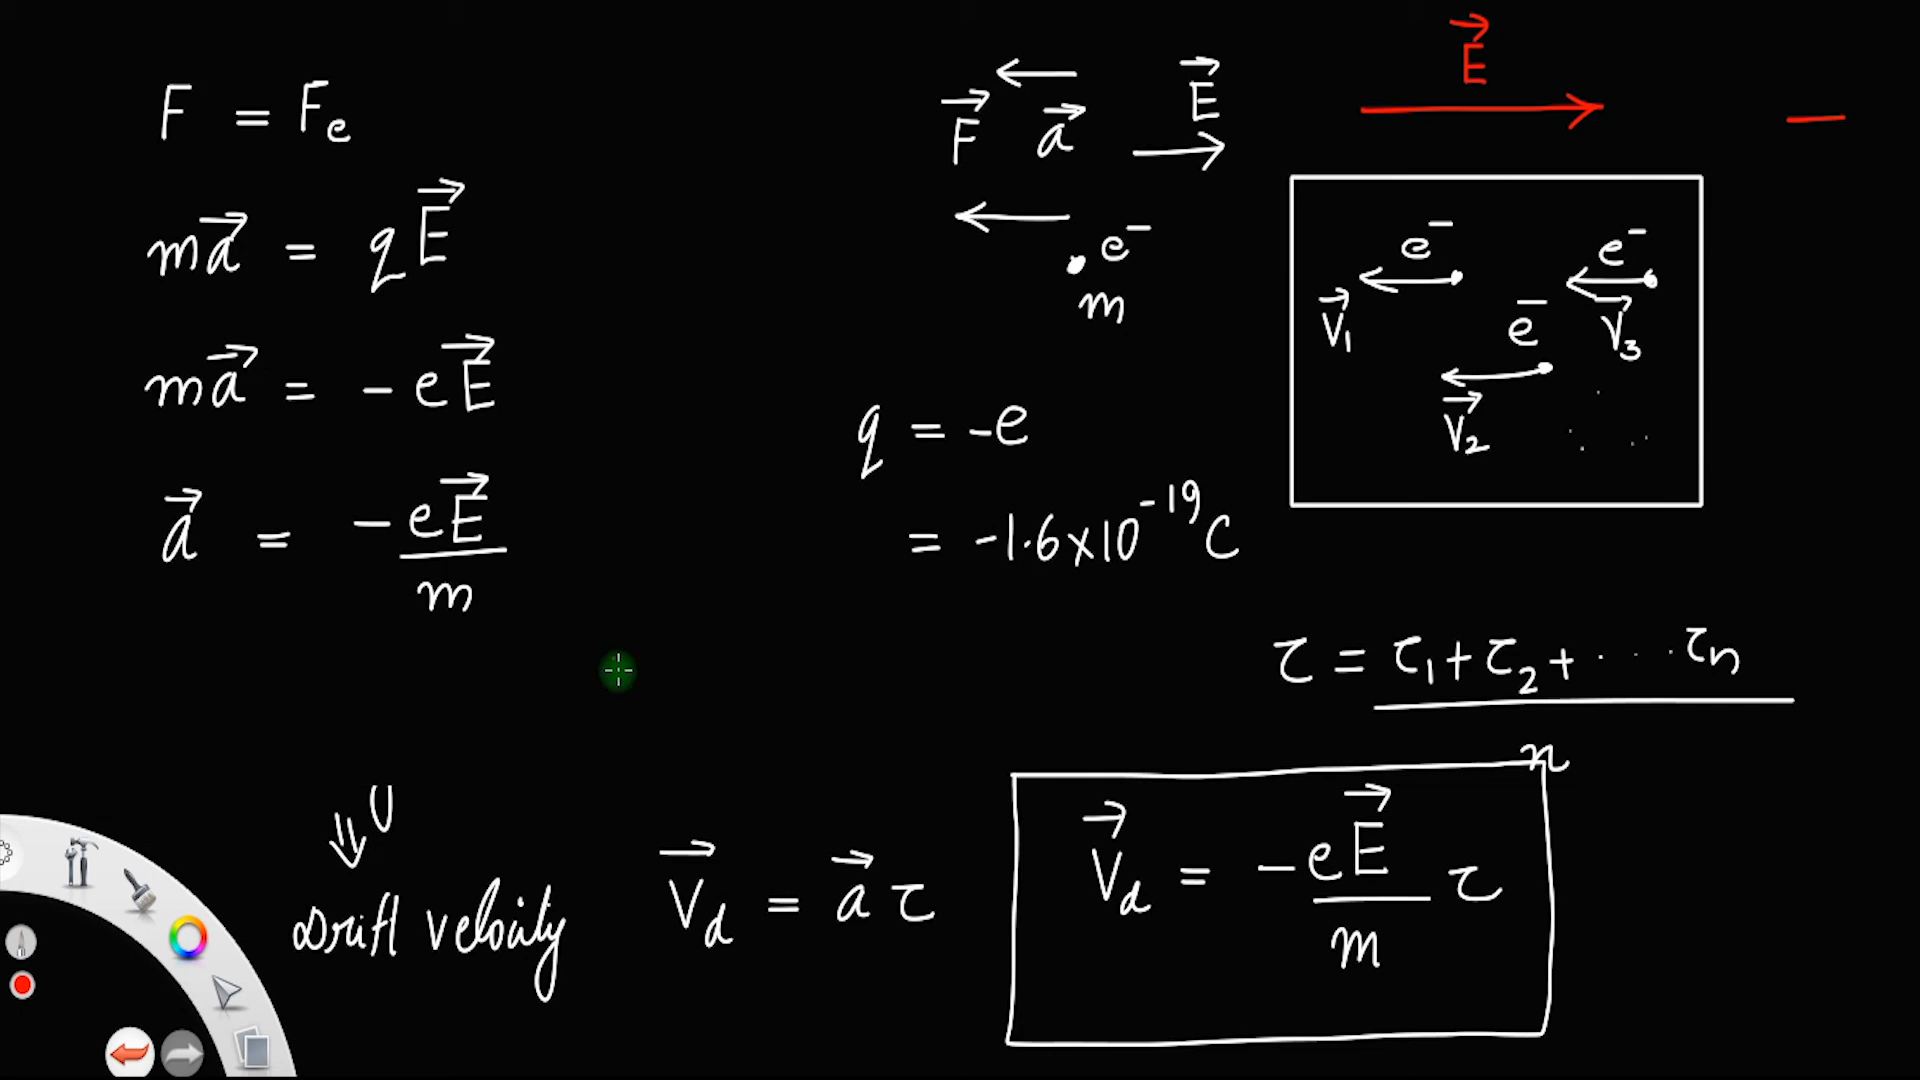 F = Fe
ma⃗ = qE⃗
ma⃗ = -eE⃗
a⃗ = -eE⃗/m
F⃗ a⃗ E⃗
e⁻
m
q = -e
= -1.6×10⁻¹⁹C
E⃗
—
e⁻ e⁻
V⃗₁ e⁻ V⃗₃
V⃗₂
τ = τ₁+τ₂+ · · · τn
n
⇓ U
Drift velocity V⃗d = a⃗ τ
V⃗d = -eE⃗/m τ